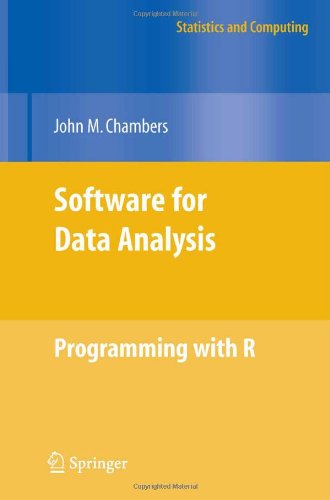 Statistics and Computing
John M. Chambers
Software for
Data Analysis
Programming with R
Springer